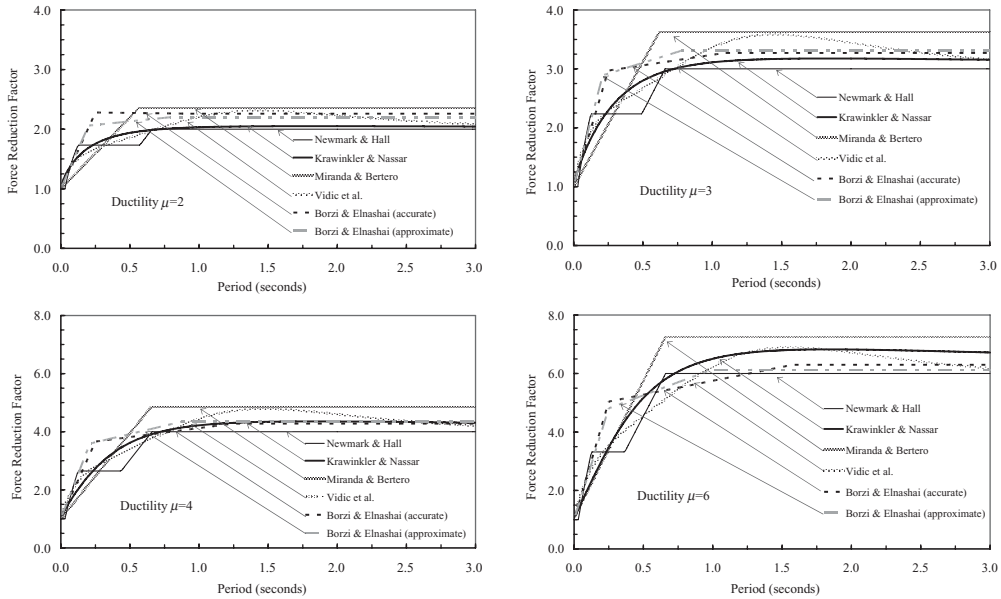 4.0
3.0
2.0
1.0
0.0
Force Reduction Factor
Newmark & Hall
Krawinkler & Nassar
Miranda & Bertero
Vidic et al.
Borzi & Elnashai (accurate)
Borzi & Elnashai (approximate)
Ductility μ=2
0.0 0.5 1.0 1.5 2.0 2.5 3.0
Period (seconds)
4.0
3.0
2.0
1.0
0.0
Force Reduction Factor
Newmark & Hall
Krawinkler & Nassar
Miranda & Bertero
Vidic et al.
Borzi & Elnashai (accurate)
Borzi & Elnashai (approximate)
Ductility μ=3
0.0 0.5 1.0 1.5 2.0 2.5 3.0
Period (seconds)
8.0
6.0
4.0
2.0
0.0
Force Reduction Factor
Newmark & Hall
Krawinkler & Nassar
Miranda & Bertero
Vidic et al.
Borzi & Elnashai (accurate)
Borzi & Elnashai (approximate)
Ductility μ=4
0.0 0.5 1.0 1.5 2.0 2.5 3.0
Period (seconds)
8.0
6.0
4.0
2.0
0.0
Force Reduction Factor
Newmark & Hall
Krawinkler & Nassar
Miranda & Bertero
Vidic et al.
Borzi & Elnashai (accurate)
Borzi & Elnashai (approximate)
Ductility μ=6
0.0 0.5 1.0 1.5 2.0 2.5 3.0
Period (seconds)